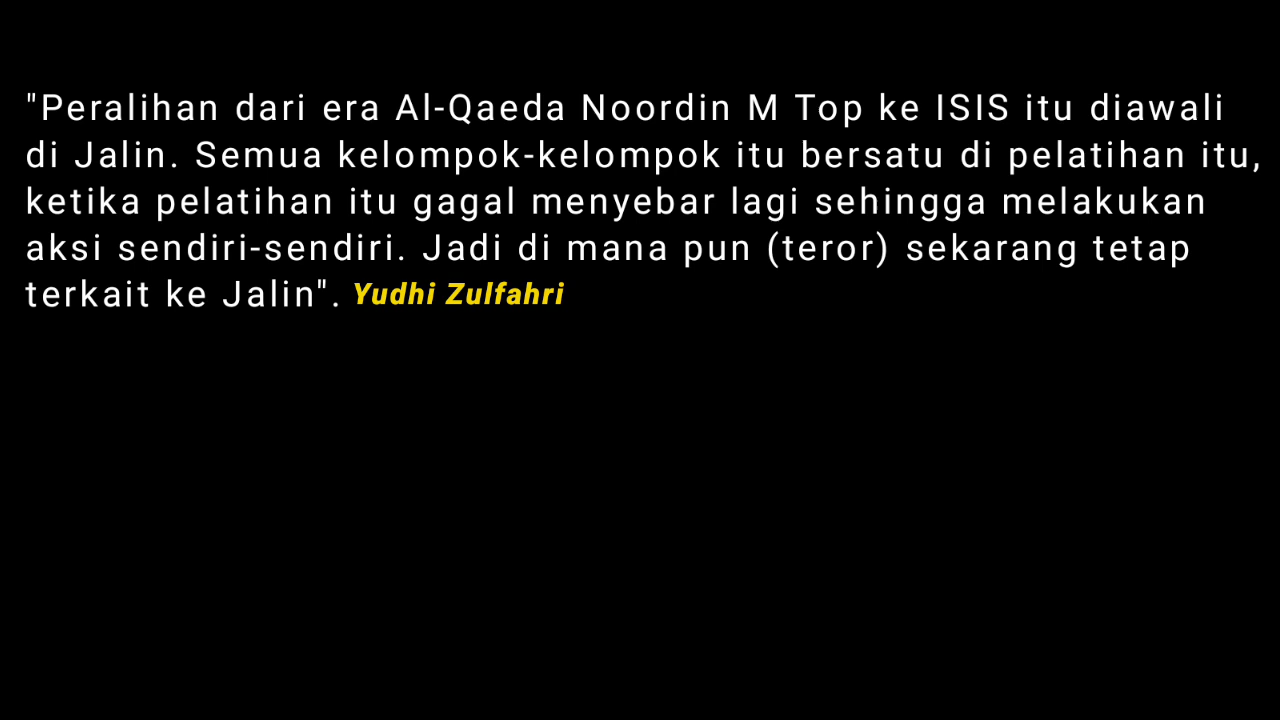 "Peralihan dari era Al-Qaeda Noordin M Top ke ISIS itu diawali
di Jalin. Semua kelompok-kelompok itu bersatu di pelatihan itu,
ketika pelatihan itu gagal menyebar lagi sehingga melakukan
aksi sendiri-sendiri. Jadi di mana pun (teror) sekarang tetap
terkait ke Jalin". Yudhi Zulfahri